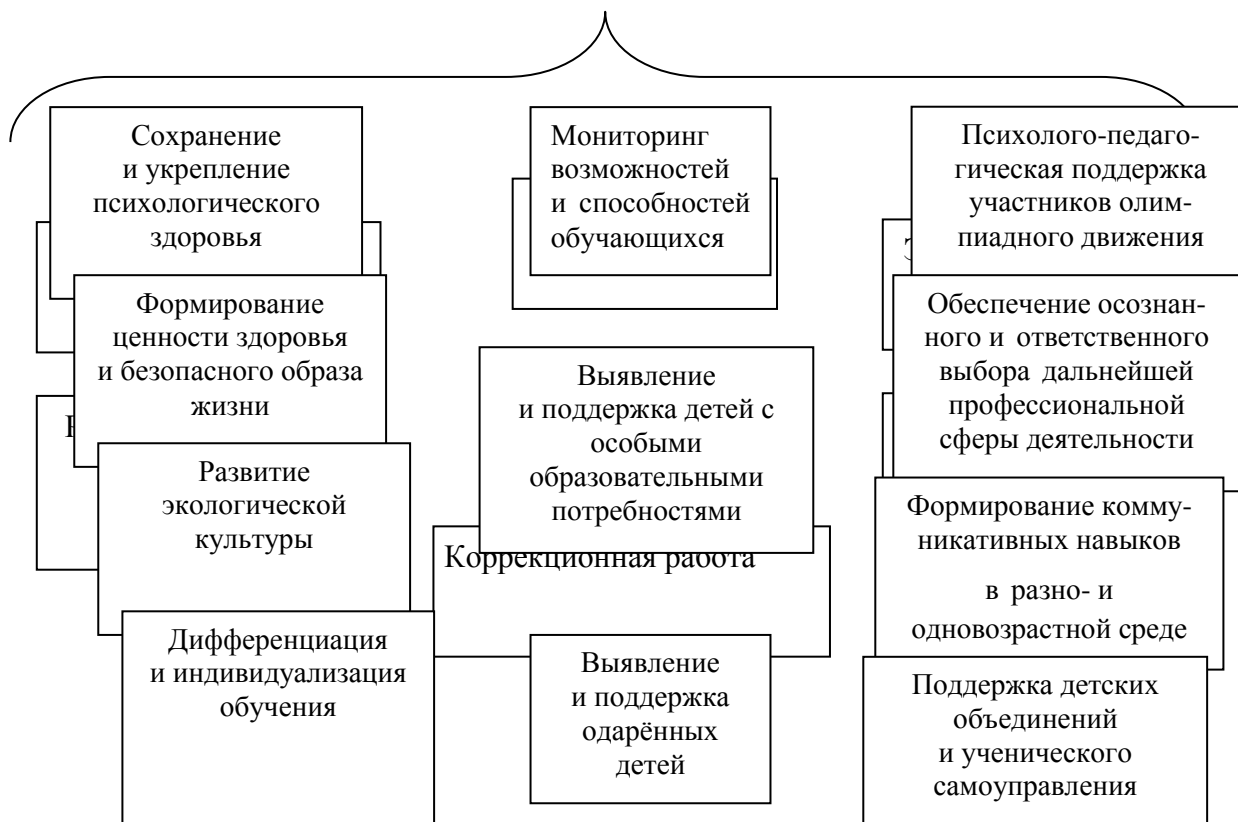 Сохранение
и укрепление
психологического
здоровья
Формирование
ценности здоровья
и безопасного образа
жизни
Развитие
экологической
культуры
Дифференциация
и индивидуализация
обучения
Мониторинг
возможностей
и способностей
обучающихся
Выявление
и поддержка детей с
особыми
образовательными
потребностями
Коррекционная работа
Выявление
и поддержка
одарённых
детей
Психолого-педаго-
гическая поддержка
участников олим-
пиадного движения
Обеспечение осознан-
ного и ответственного
выбора дальнейшей
профессиональной
сферы деятельности
Формирование комму-
никативных навыков
в разно- и
одновозрастной среде
Поддержка детских
объединений
и ученического
самоуправления